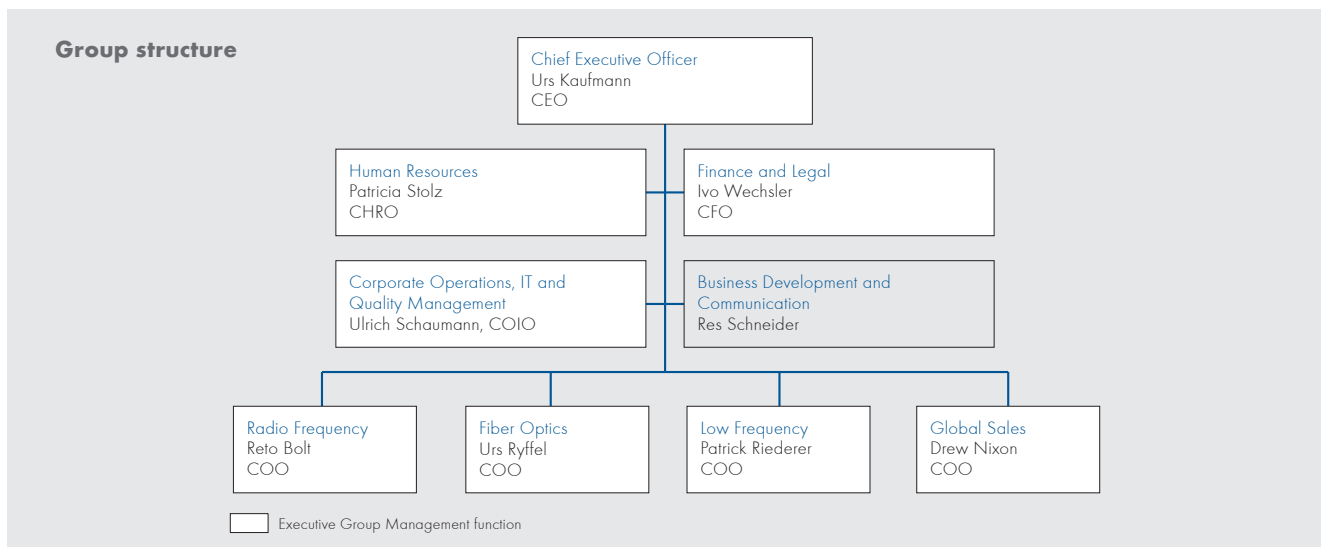 Group structure
Chief Executive Officer
Urs Kaufmann
CEO
Human Resources
Patricia Stolz
CHRO
Finance and Legal
Ivo Wechsler
CFO
Corporate Operations, IT and
Quality Management
Ulrich Schaumann, COIO
Business Development and
Communication
Res Schneider
Radio Frequency
Reto Bolt
COO
Fiber Optics
Urs Ryffel
COO
Low Frequency
Patrick Riederer
COO
Global Sales
Drew Nixon
COO
Executive Group Management function